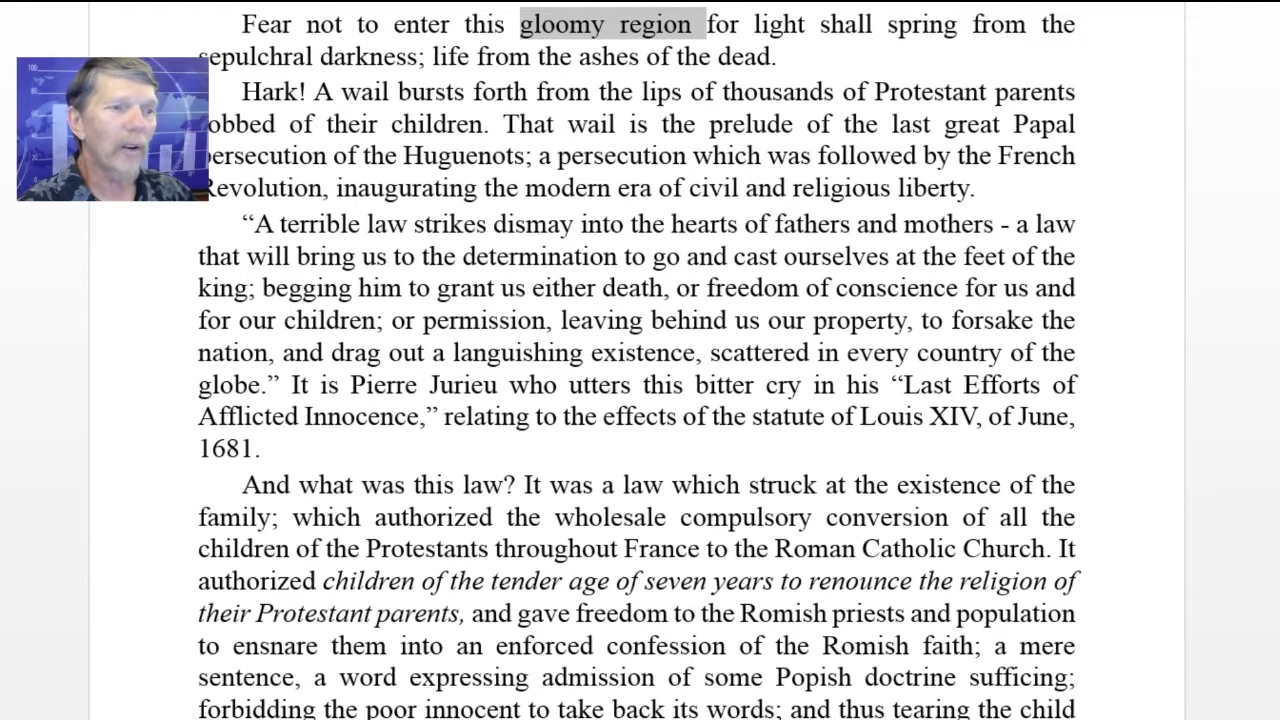 Fear not to enter this gloomy region for light shall spring from the
sepulchral darkness; life from the ashes of the dead.
Hark! A wail bursts forth from the lips of thousands of Protestant parents
obbed of their children. That wail is the prelude of the last great Papal
persecution of the Huguenots; a persecution which was followed by the French
Revolution, inaugurating the modern era of civil and religious liberty.
“A terrible law strikes dismay into the hearts of fathers and mothers - a law
that will bring us to the determination to go and cast ourselves at the feet of the
king; begging him to grant us either death, or freedom of conscience for us and
for our children; or permission, leaving behind us our property, to forsake the
nation, and drag out a languishing existence, scattered in every country of the
globe.” It is Pierre Jurieu who utters this bitter cry in his “Last Efforts of
Afflicted Innocence,” relating to the effects of the statute of Louis XIV, of June,
1681.
And what was this law? It was a law which struck at the existence of the
family; which authorized the wholesale compulsory conversion of all the
children of the Protestants throughout France to the Roman Catholic Church. It
authorized children of the tender age of seven years to renounce the religion of
their Protestant parents, and gave freedom to the Romish priests and population
to ensnare them into an enforced confession of the Romish faith; a mere
sentence, a word expressing admission of some Popish doctrine sufficing;
forbidding the poor innocent to take back its words; and thus tearing the child